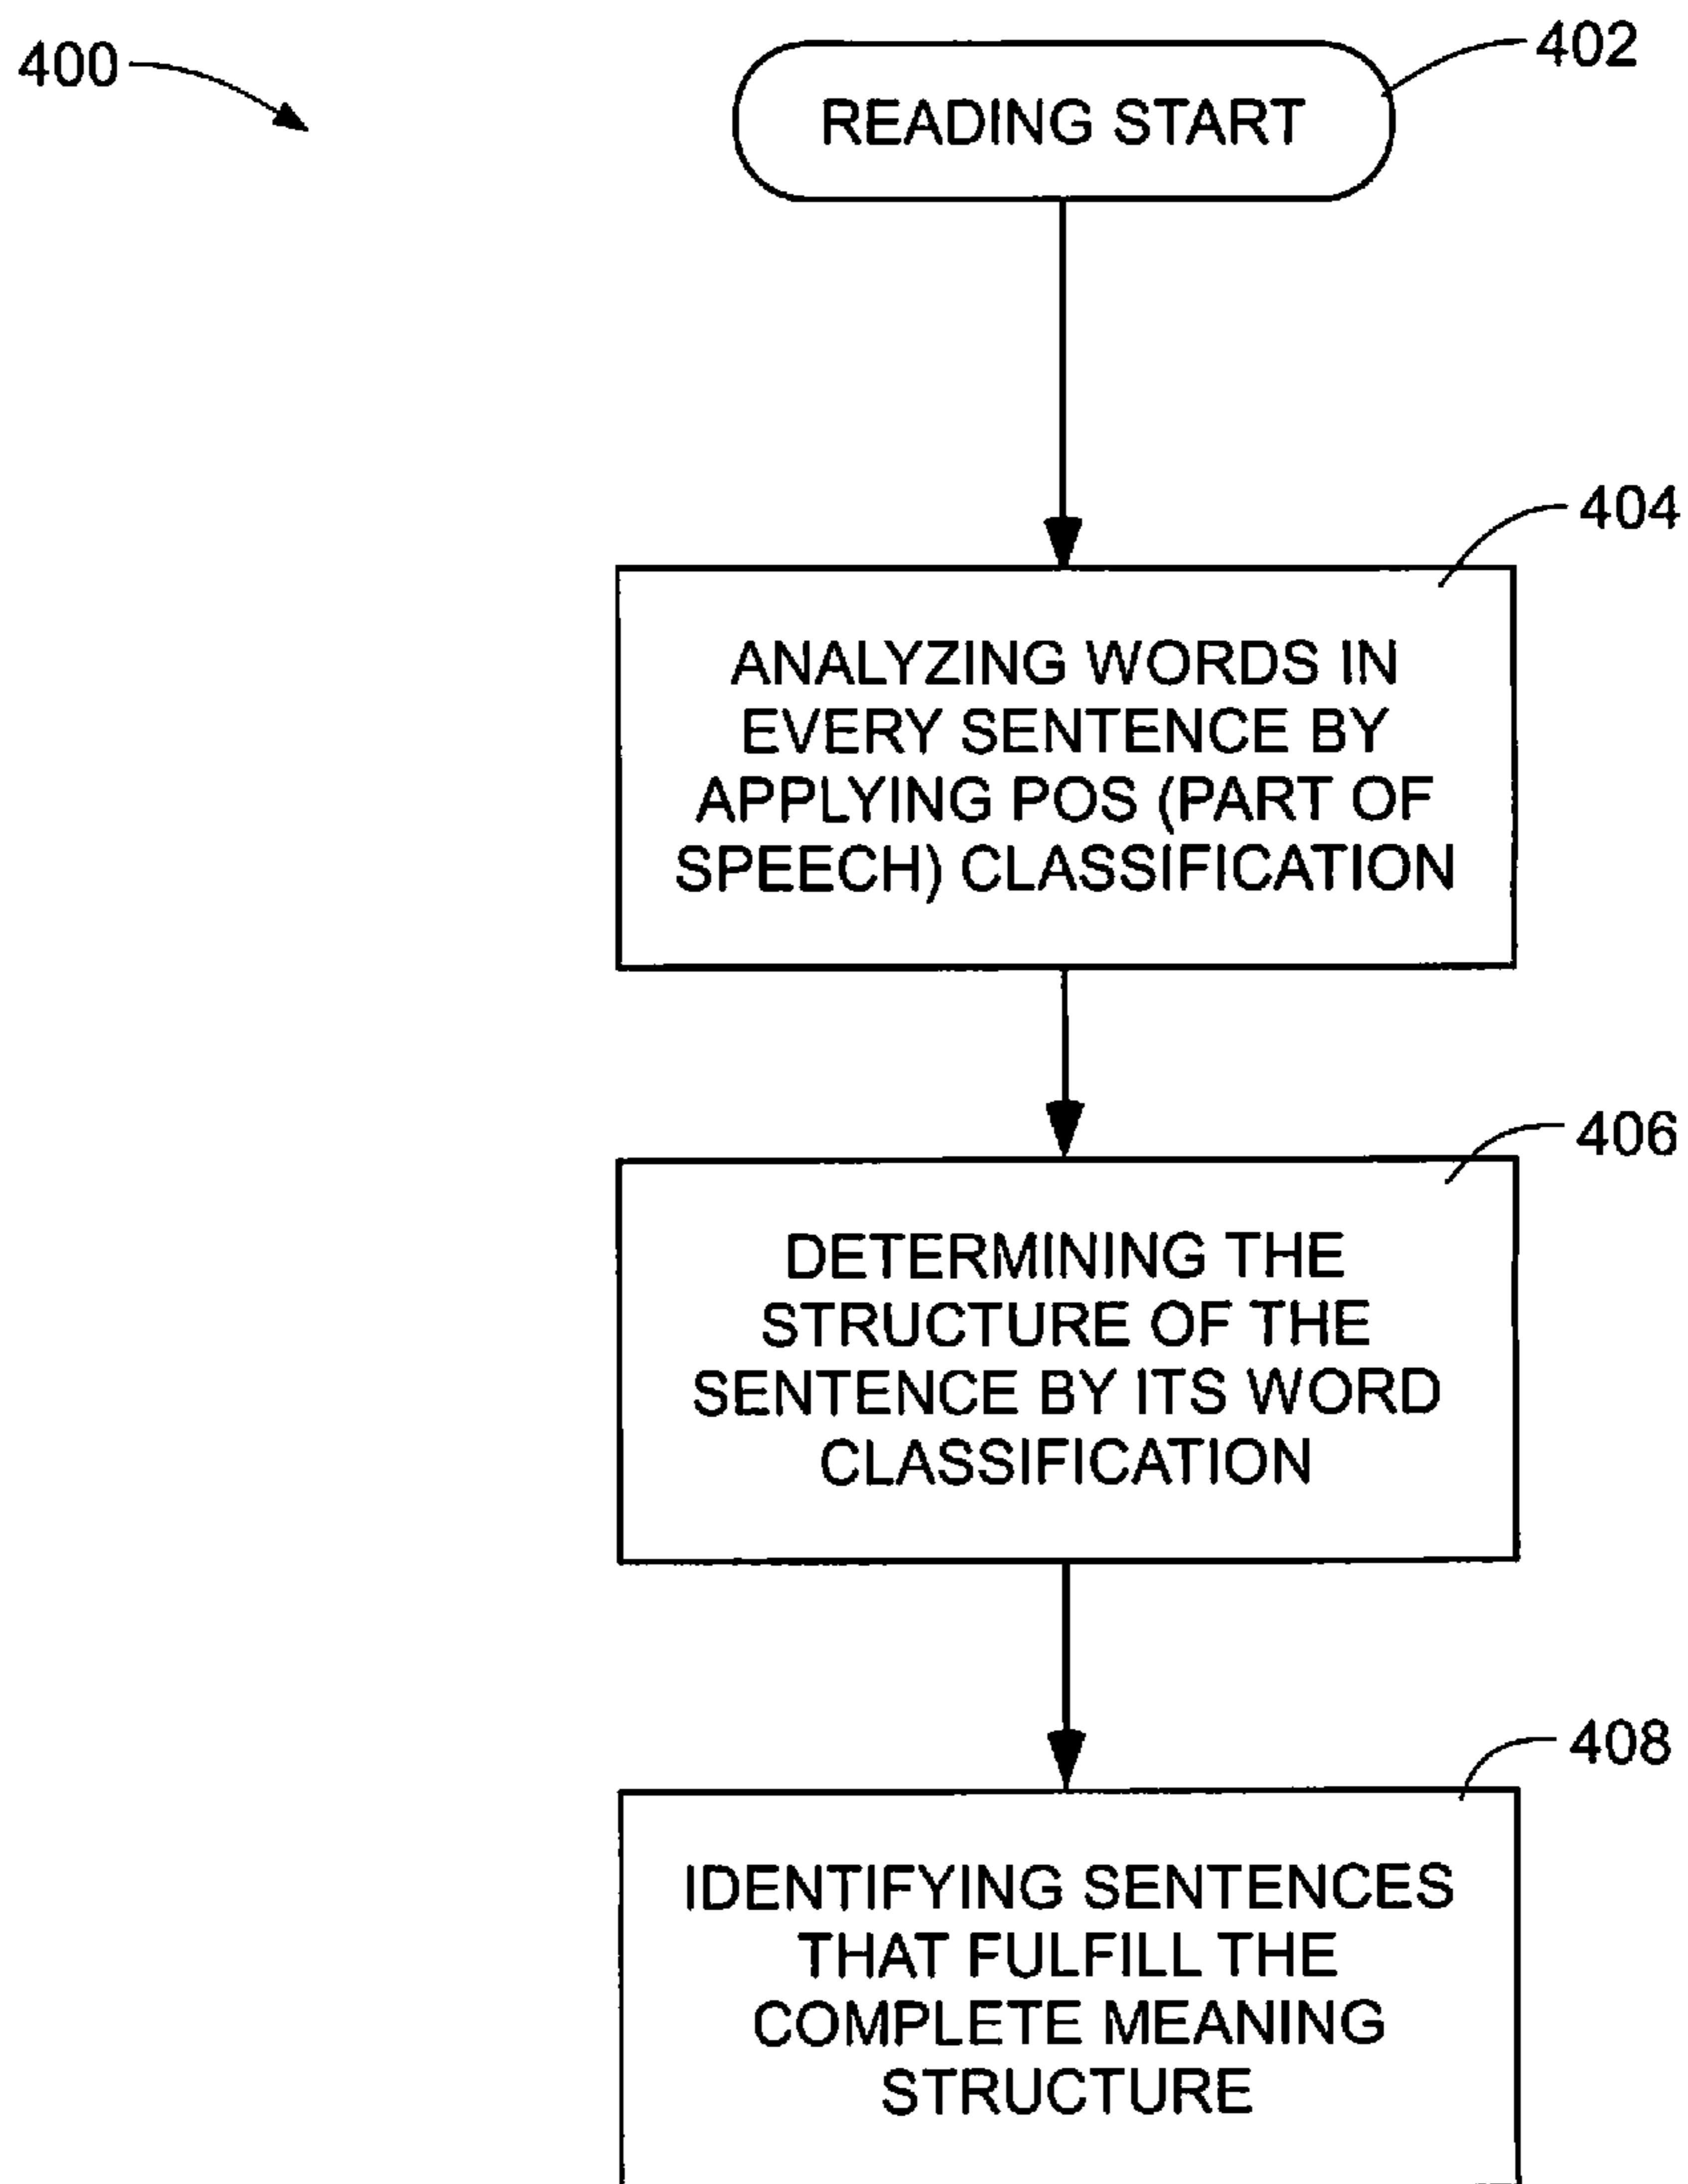 400
402
READING START
404
ANALYZING WORDS IN
EVERY SENTENCE BY
APPLYING POS (PART OF
SPEECH) CLASSIFICATION
406
DETERMINING THE
STRUCTURE OF THE
SENTENCE BY ITS WORD
CLASSIFICATION
408
IDENTIFYING SENTENCES
THAT FULFILL THE
COMPLETE MEANING
STRUCTURE